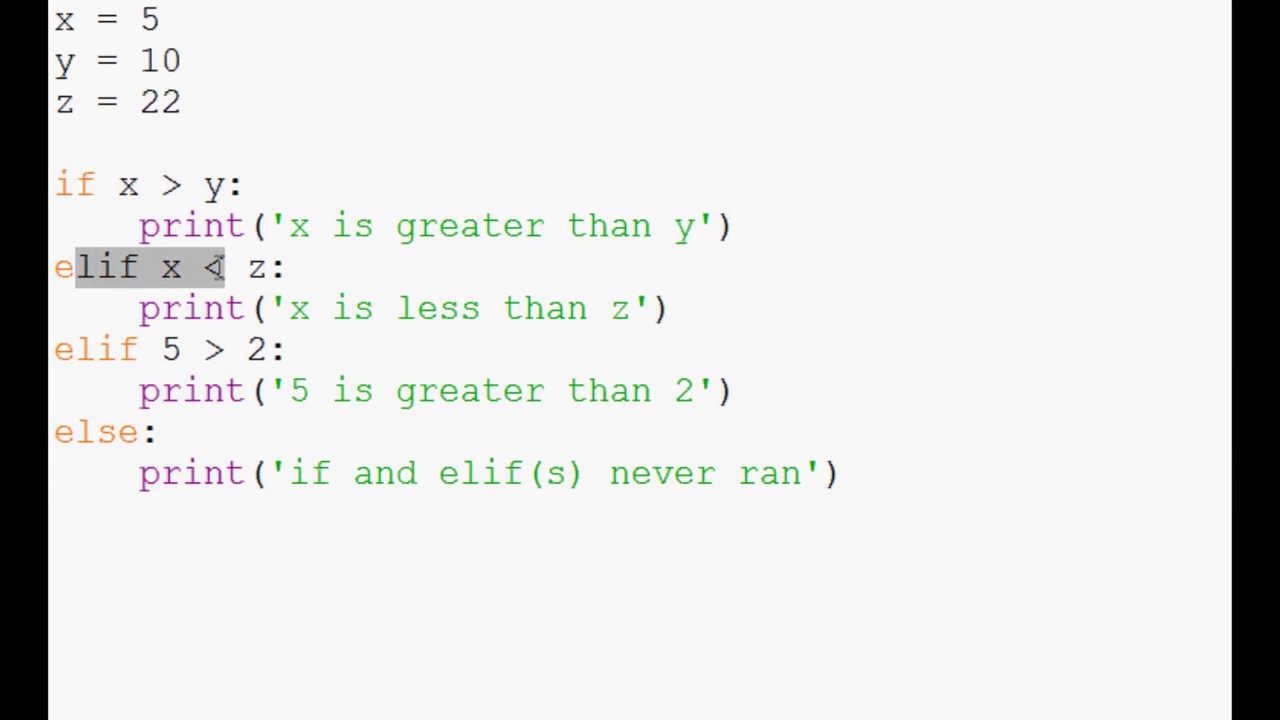 x = 5
y = 10
z = 22
if x > y:
    print('x is greater than y')
elif x < z:
    print('x is less than z')
elif 5 > 2:
    print('5 is greater than 2')
else:
    print('if and elif(s) never ran')